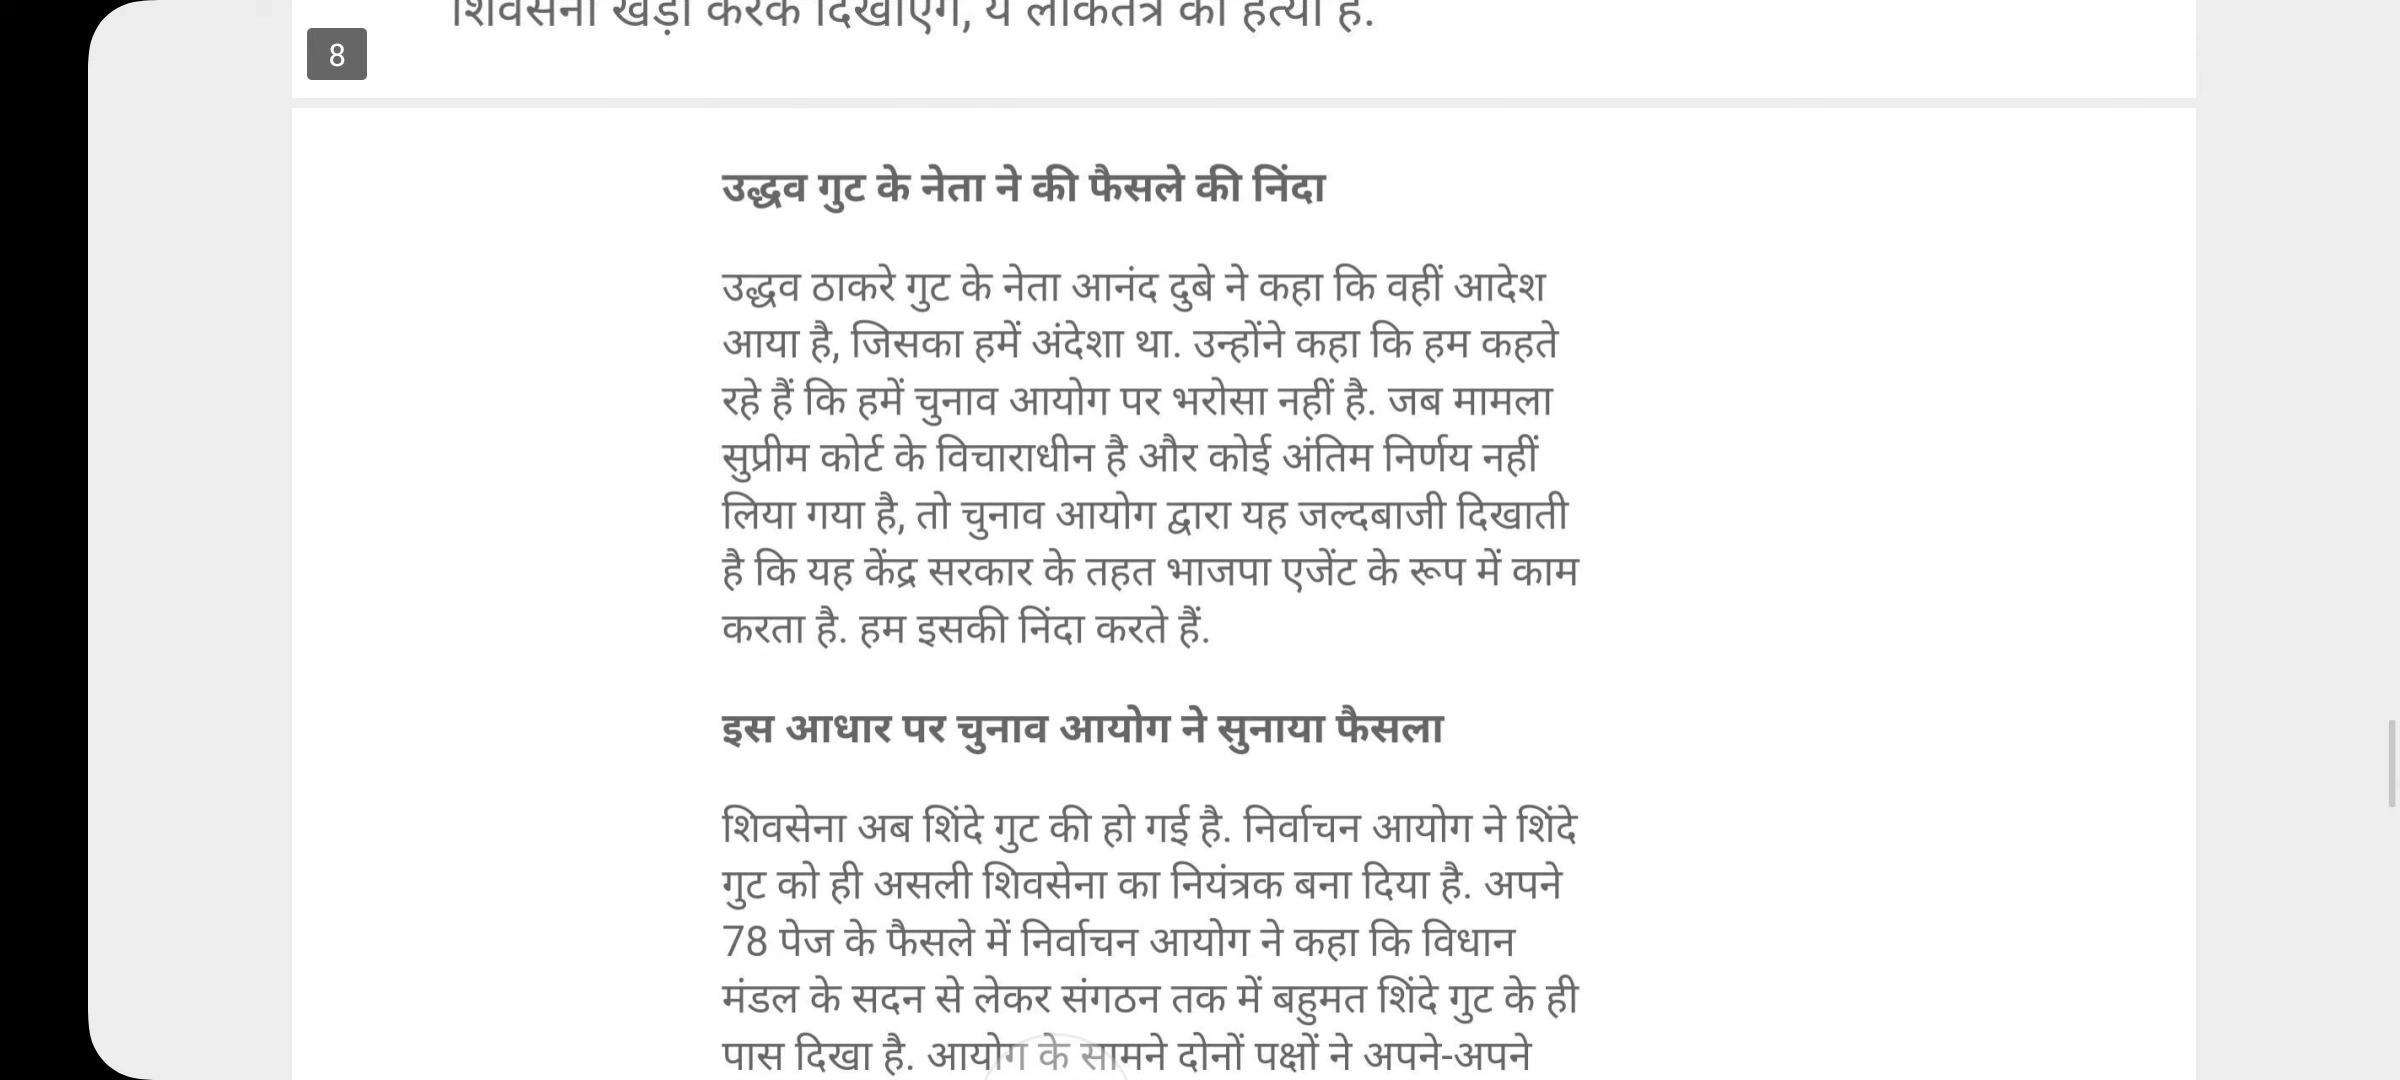 शिवसेना खड़ी करके दिखाएंगे, ये लोकतंत्र की हत्या है.
8
उद्धव गुट के नेता ने की फैसले की निंदा
उद्धव ठाकरे गुट के नेता आनंद दुबे ने कहा कि वहीं आदेश
आया है, जिसका हमें अंदेशा था. उन्होंने कहा कि हम कहते
रहे हैं कि हमें चुनाव आयोग पर भरोसा नहीं है. जब मामला
सुप्रीम कोर्ट के विचाराधीन है और कोई अंतिम निर्णय नहीं
लिया गया है, तो चुनाव आयोग द्वारा यह जल्दबाजी दिखाती
है कि यह केंद्र सरकार के तहत भाजपा एजेंट के रूप में काम
करता है. हम इसकी निंदा करते हैं.
इस आधार पर चुनाव आयोग ने सुनाया फैसला
शिवसेना अब शिंदे गुट की हो गई है. निर्वाचन आयोग ने शिंदे
गुट को ही असली शिवसेना का नियंत्रक बना दिया है. अपने
78 पेज के फैसले में निर्वाचन आयोग ने कहा कि विधान
मंडल के सदन से लेकर संगठन तक में बहुमत शिंदे गुट के ही
पास दिखा है. आयोग के सामने दोनों पक्षों ने अपने-अपने